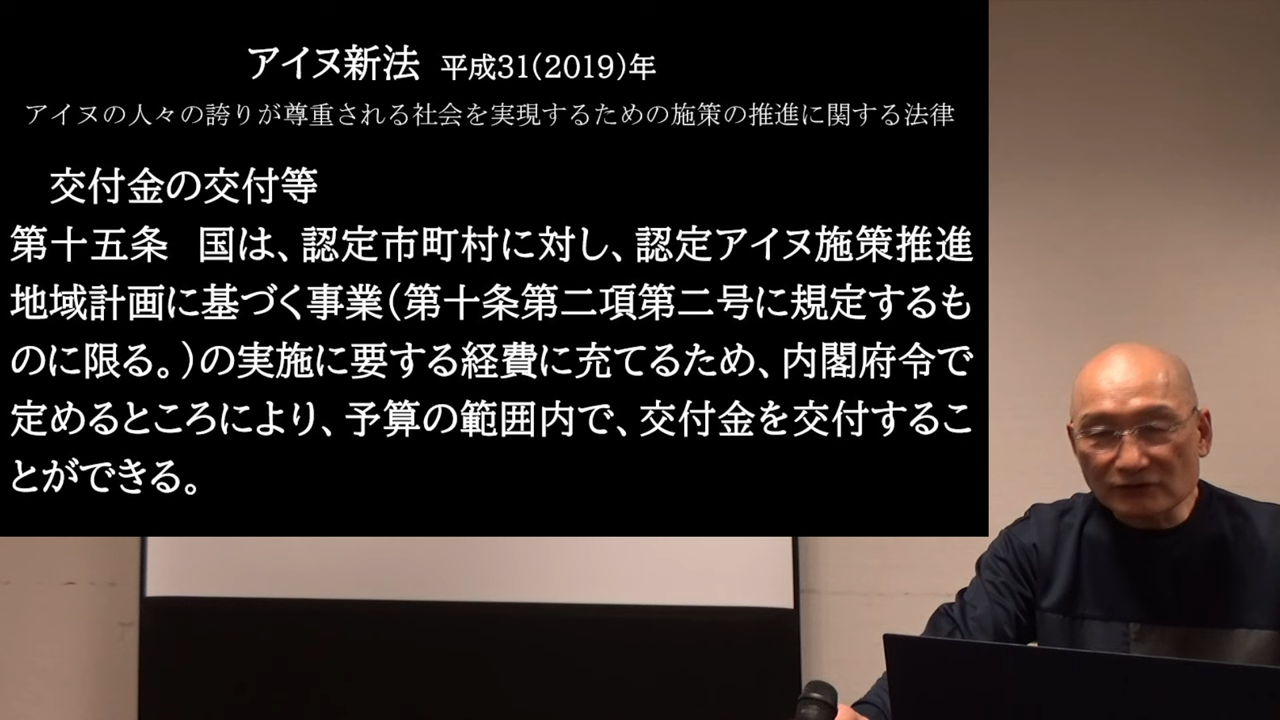 アイヌ新法 平成31(2019)年
アイヌの人々の誇りが尊重される社会を実現するための施策の推進に関する法律
交付金の交付等
第十五条 国は、認定市町村に対し、認定アイヌ施策推進
地域計画に基づく事業(第十条第二項第二号に規定するも
のに限る。)の実施に要する経費に充てるため、内閣府令で
定めるところにより、予算の範囲内で、交付金を交付するこ
とができる。